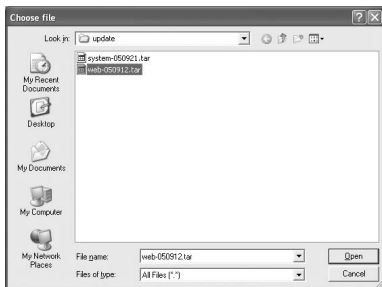 Choose file
Look in:
update
system-050921.tar
web-050912.tar
My Recent
Documents
Desktop
My Documents
My Computer
My Network
Places
File name:
web-050912.tar
Open
Files of type:
All Files (*.*)
Cancel